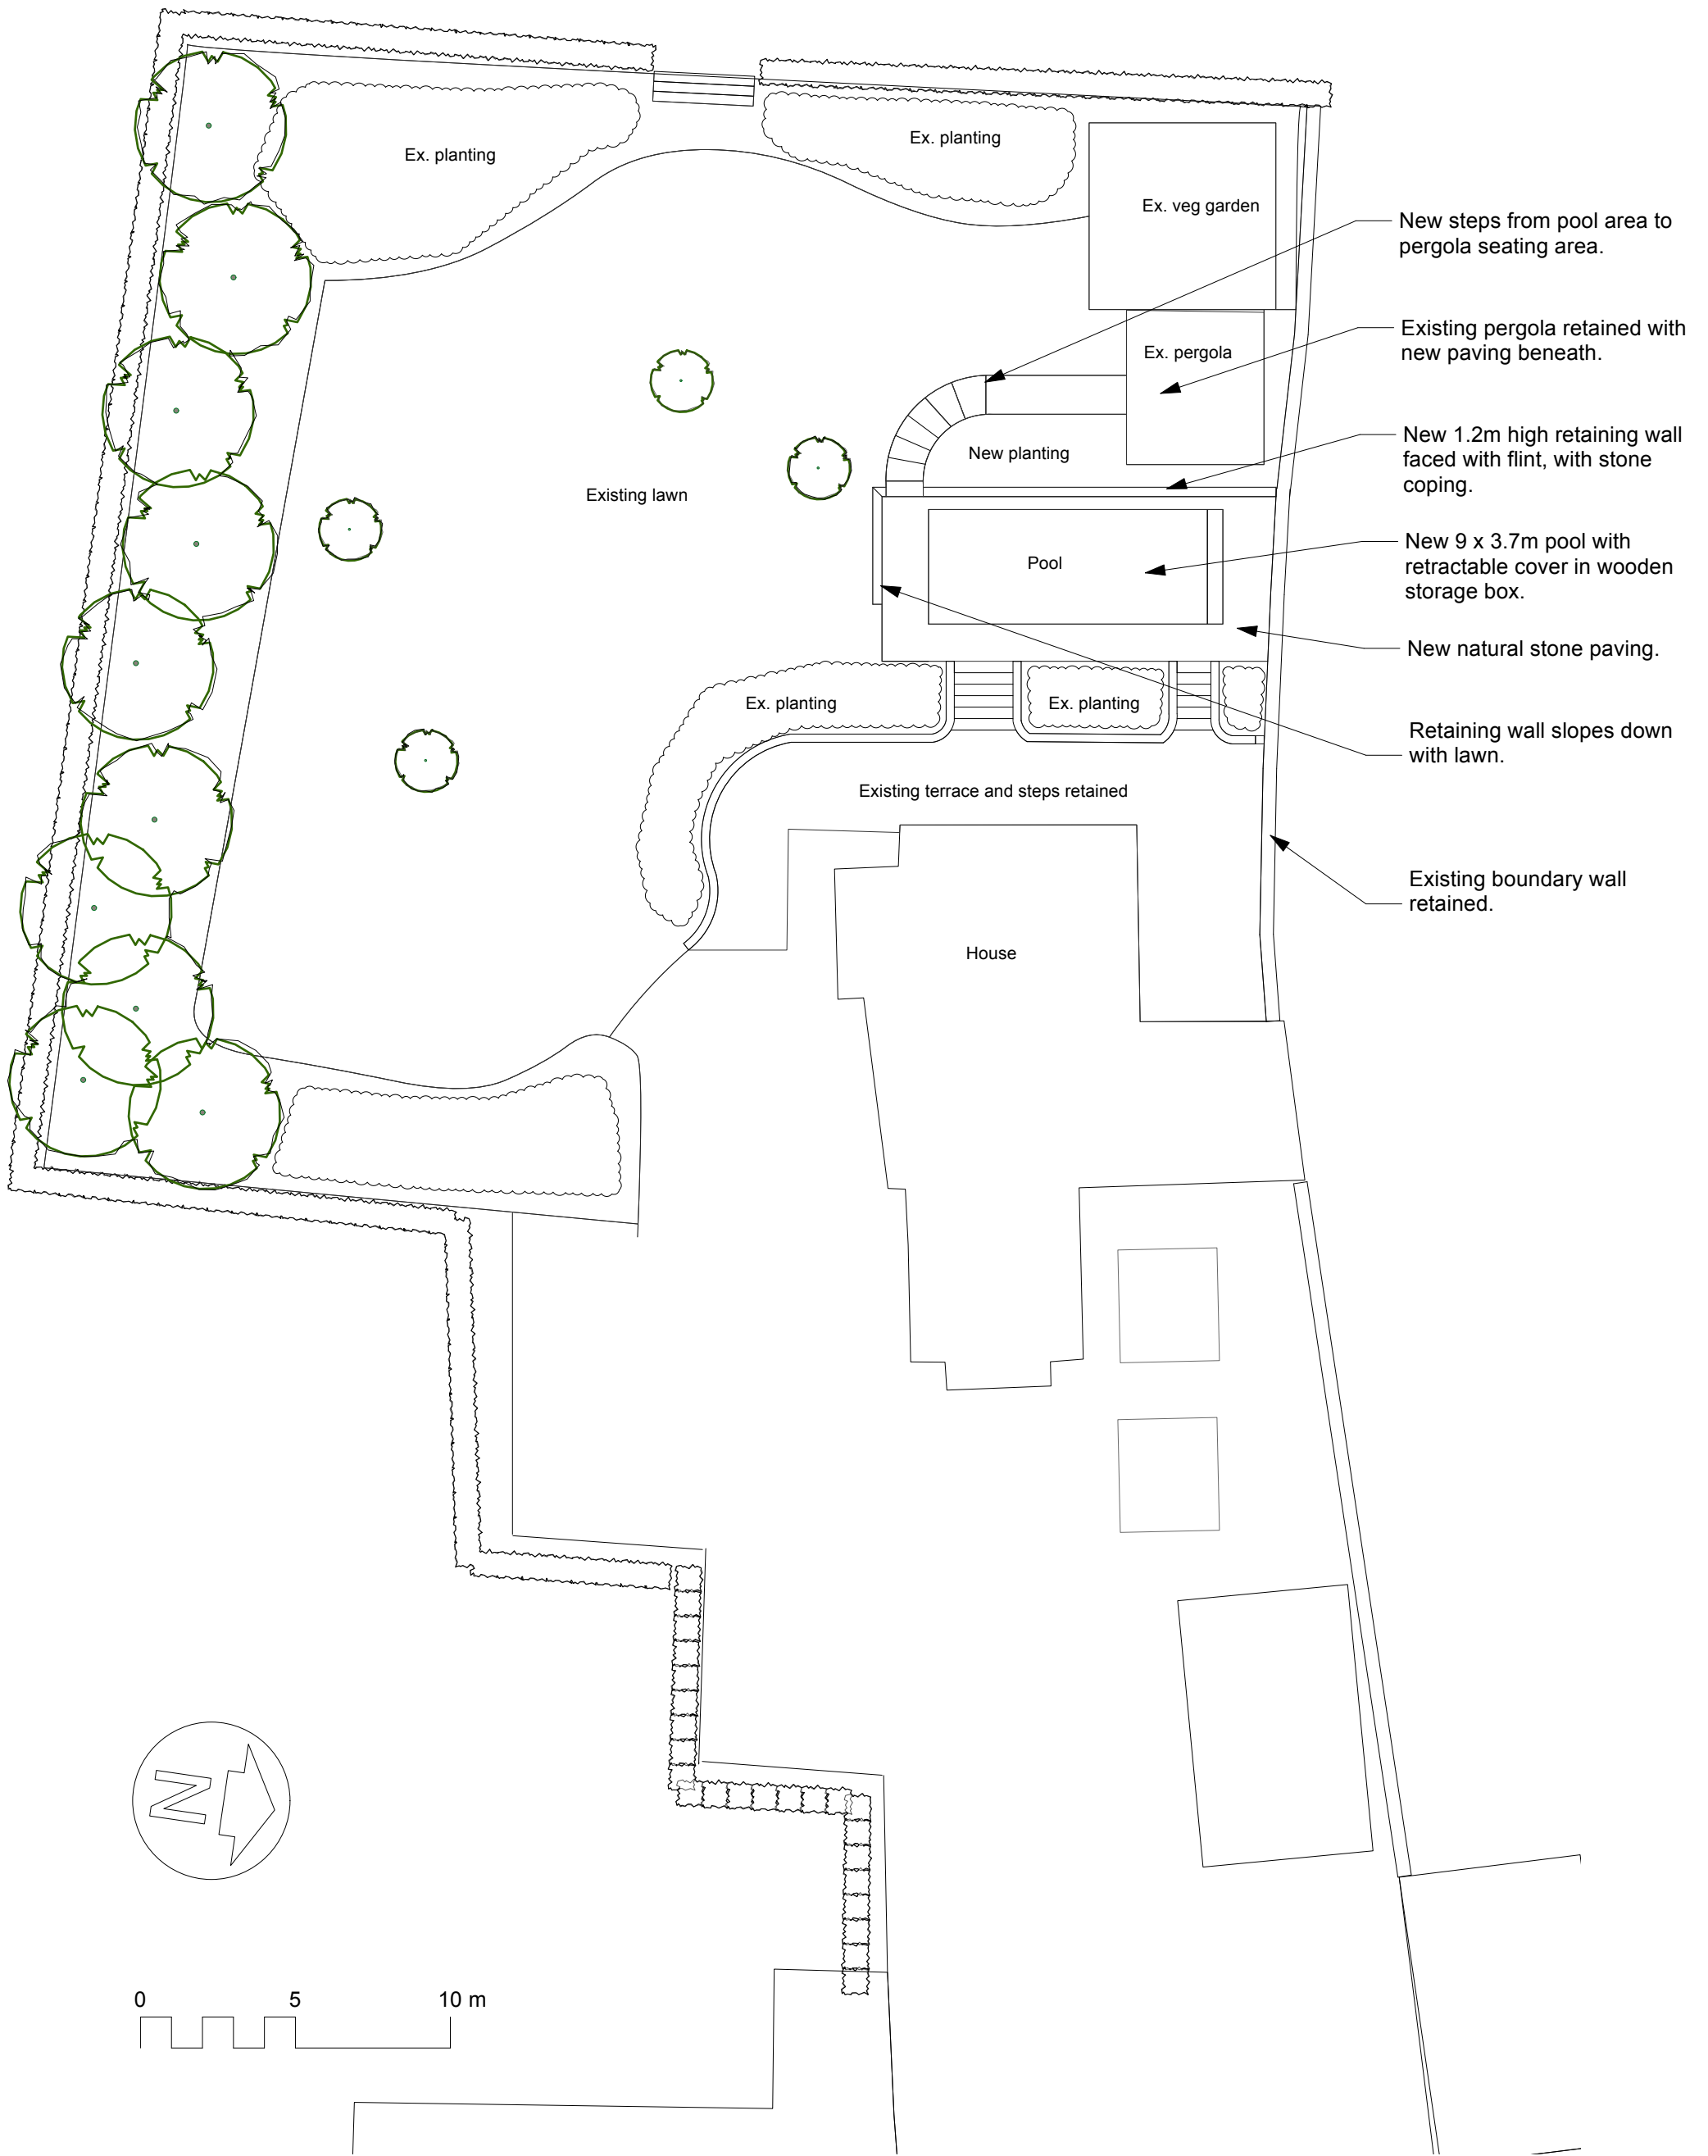 Ex. planting
Ex. planting
Ex. veg garden
New steps from pool area to
pergola seating area.
Existing pergola retained with
new paving beneath.
Ex. pergola
New 1.2m high retaining wall
faced with flint, with stone
coping.
New planting
Existing lawn
New 9 x 3.7m pool with
retractable cover in wooden
storage box.
Pool
New natural stone paving.
Ex. planting
Ex. planting
Retaining wall slopes down
with lawn.
Existing terrace and steps retained
Existing boundary wall
retained.
House
N
0 5 10 m